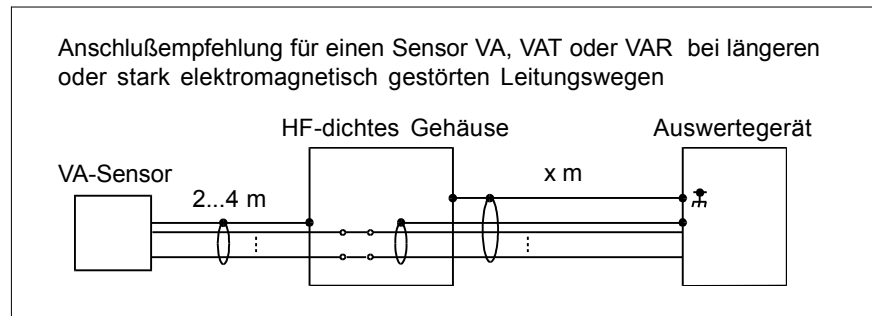 Anschlußempfehlung für einen Sensor VA, VAT oder VAR bei längeren
oder stark elektromagnetisch gestörten Leitungswegen
HF-dichtes Gehäuse
Auswertegerät
VA-Sensor
2...4 m
x m